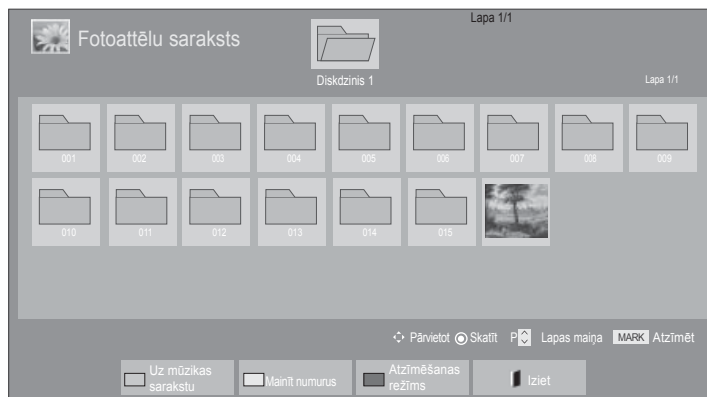 Lapa 1/1
Fotoattēlu saraksts
Diskdzinis 1
Lapa 1/1
001 002 003 004 005 006 007 008 009
010 011 012 013 014 015
Pārvietot Skatīt P Lapas maiņa MARK Atzīmēt
Uz mūzikas
sarakstu
Mainīt numurus
Atzīmēšanas
režīms
Iziet